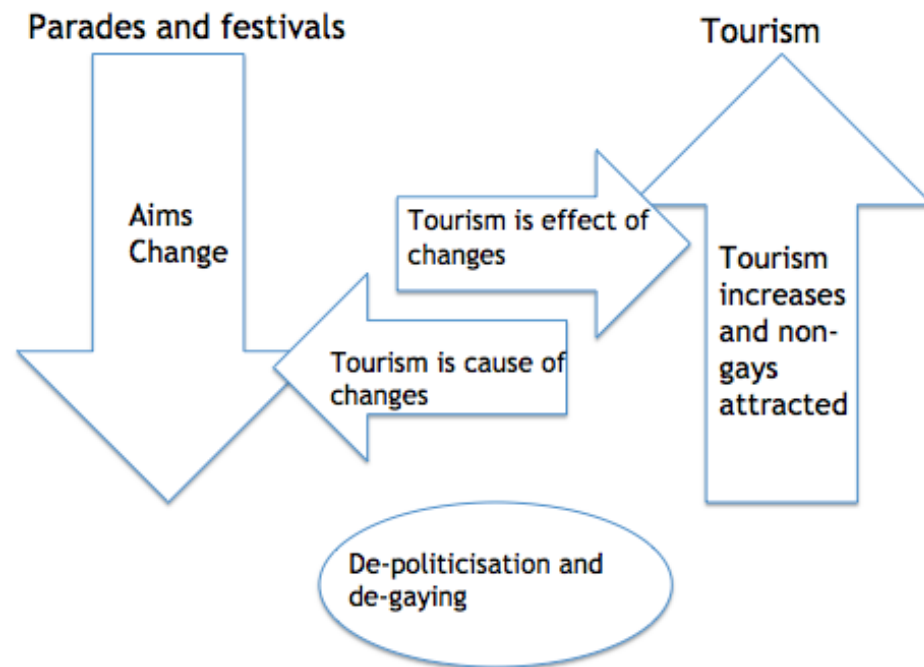 Parades and festivals
Tourism
Aims
Change
Tourism is effect of
changes
Tourism
increases
and non-
gays
attracted
Tourism is cause of
changes
De-politicisation and
de-gaying